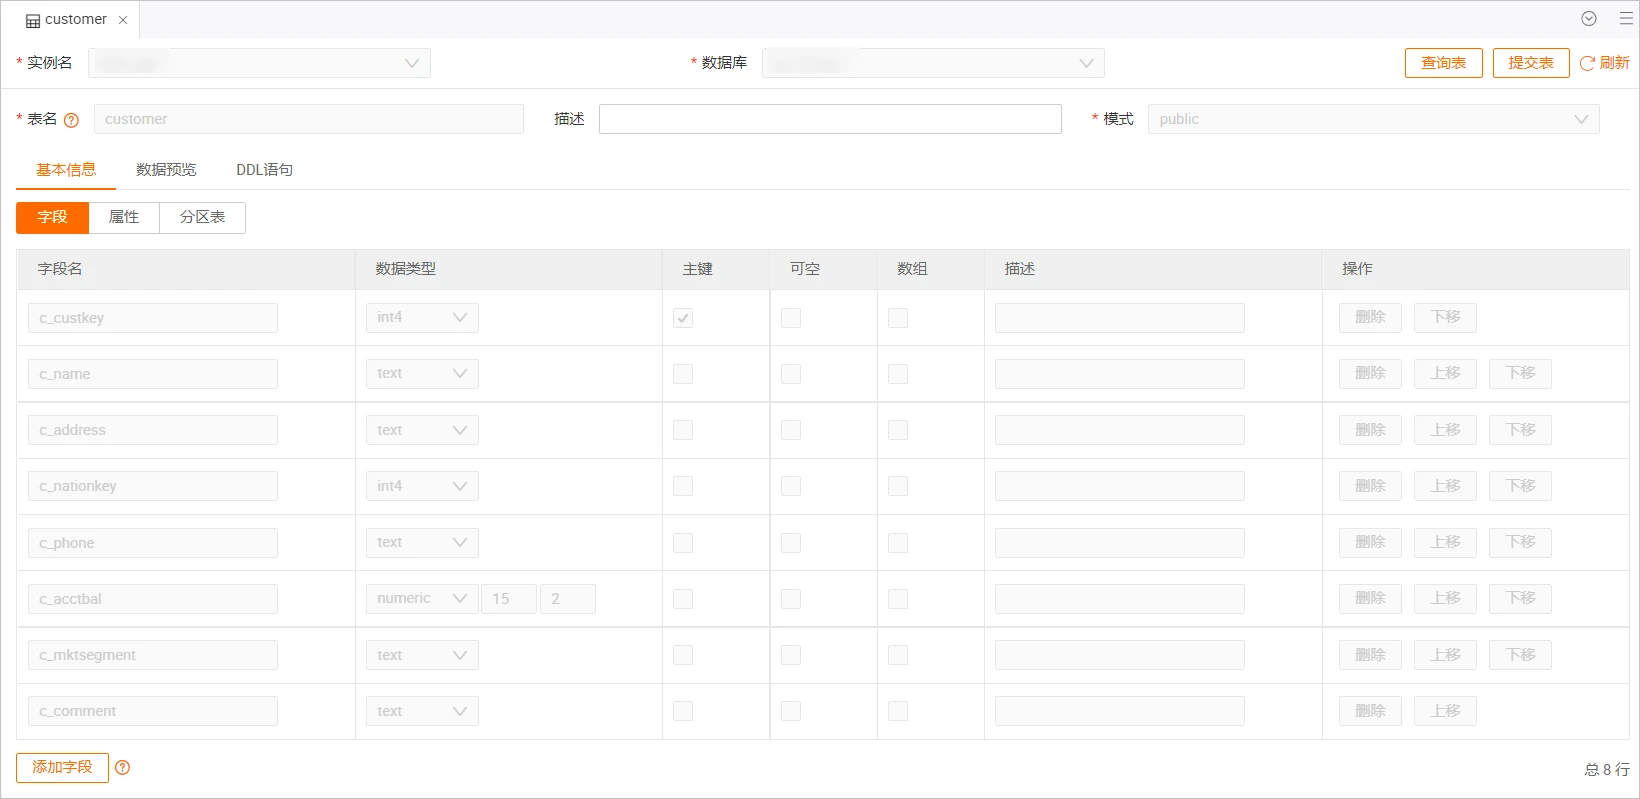 customer
* 实例名
* 数据库
查询表
提交表
刷新
* 表名 customer
描述
* 模式 public
基本信息 数据预览 DDL语句
字段 属性 分区表
字段名 数据类型 主键 可空 数组 描述 操作
c_custkey int4 删除 下移
c_name text 删除 上移 下移
c_address text 删除 上移 下移
c_nationkey int4 删除 上移 下移
c_phone text 删除 上移 下移
c_acctbal numeric 15 2 删除 上移 下移
c_mktsegment text 删除 上移 下移
c_comment text 删除 上移
添加字段
总 8 行